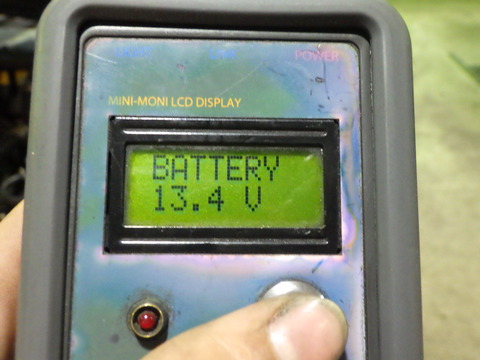 POWER
MINI-MONI LCD DISPLAY
BATTERY
13.4 V